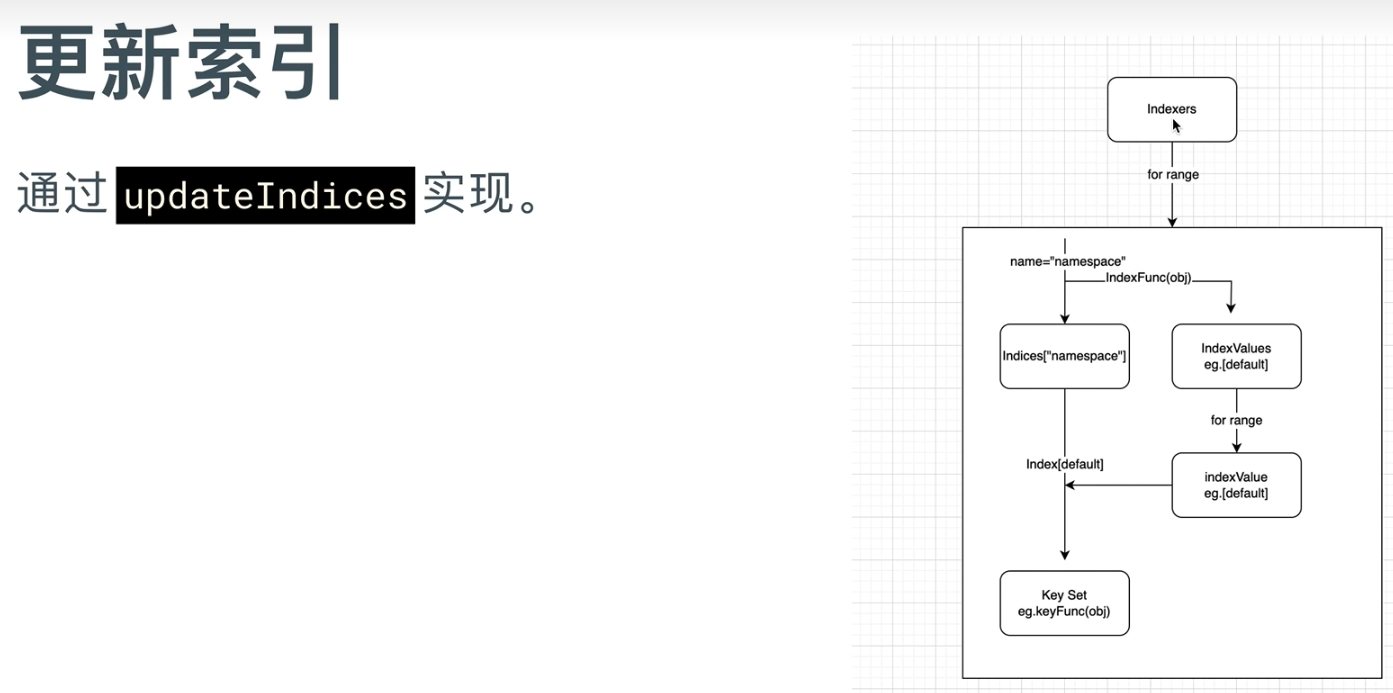 更新索引
通过 updateIndices 实现。
Indexers
for range
name="namespace"
IndexFunc(obj)
Indices["namespace"]
IndexValues
eg.[default]
for range
Index[default]
indexValue
eg.[default]
Key Set
eg.keyFunc(obj)